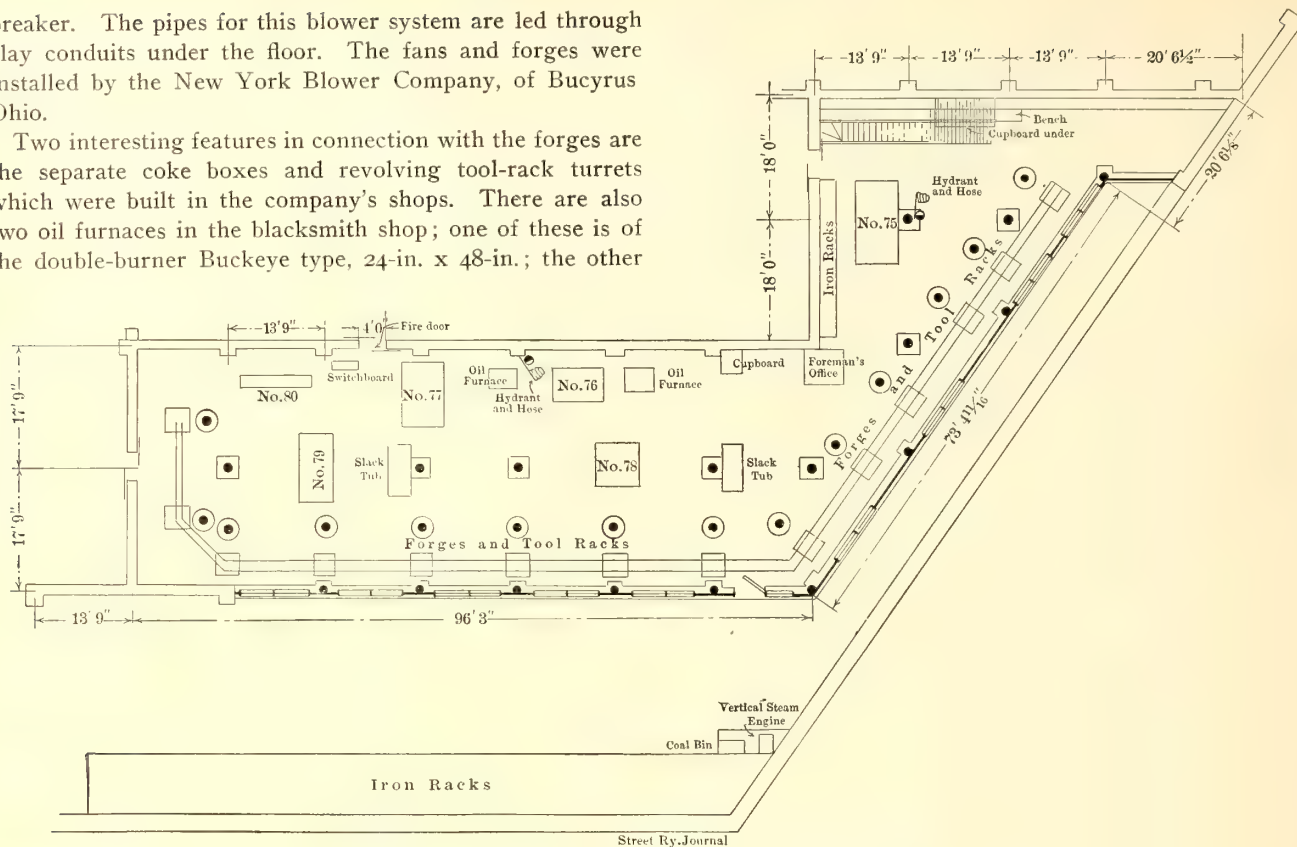 breaker. The pipes for this blower system are led through
clay conduits under the floor. The fans and forges were
installed by the New York Blower Company, of Bucyrus
Ohio.
Two interesting features in connection with the forges are
the separate coke boxes and revolving tool-rack turrets
which were built in the company's shops. There are also
two oil furnaces in the blacksmith shop; one of these is of
the double-burner Buckeye type, 24-in. x 48-in.; the other
13′ 9″
13′ 9″
13′ 9″
20′ 6½″
Bench
Cupboard under
18′ 0″
20′ 6⅛″
Hydrant
and Hose
No.75
Iron Racks
18′ 0″
Forges and Tool Racks
73′ 4 11/16″
13′ 9″
4′ 0″
Fire door
Switchboard
No.80
No.77
Oil
Furnace
Hydrant
and Hose
No.76
Oil
Furnace
Cupboard
Foreman's
Office
17′ 9″
No.79
Slack
Tub
No.78
Slack
Tub
17′ 9″
Forges and Tool Racks
13′ 9″
96′ 3″
Vertical Steam
Engine
Coal Bin
Iron Racks
Street Ry. Journal